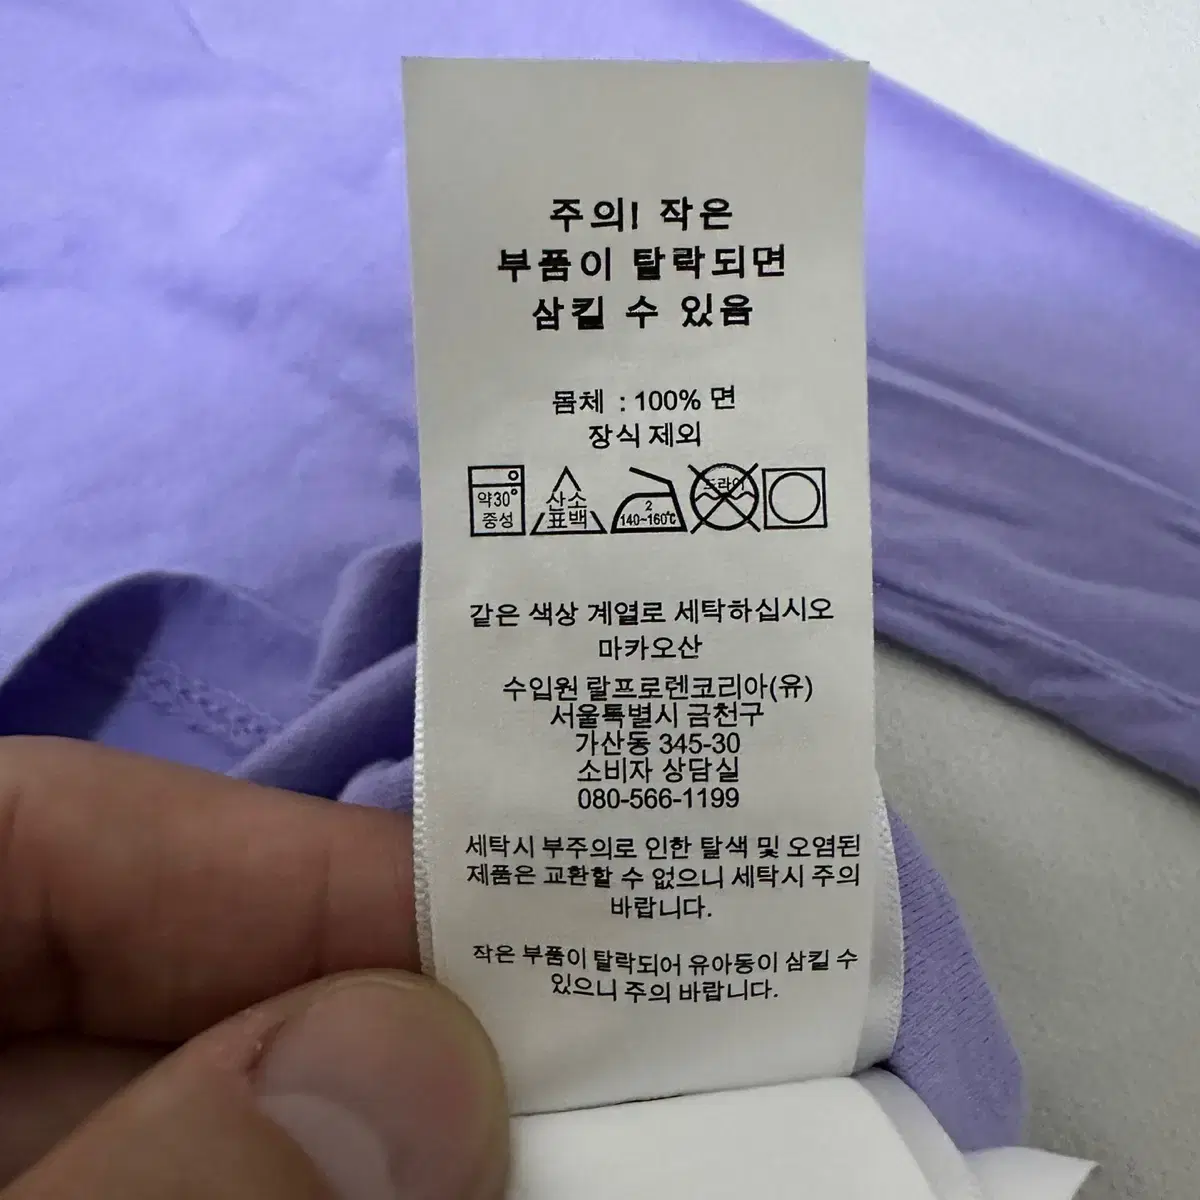 주의! 작은
부품이 탈락되면
삼킬 수 있음
몸체 : 100% 면
장식 제외
약30°
중성
산소
표백
2
140~160℃
드라이
같은 색상 계열로 세탁하십시오
마카오산
수입원 랄프로렌코리아(유)
서울특별시 금천구
가산동 345-30
소비자 상담실
080-566-1199
세탁시 부주의로 인한 탈색 및 오염된
제품은 교환할 수 없으니 세탁시 주의
바랍니다.
작은 부품이 탈락되어 유아동이 삼킬 수
있으니 주의 바랍니다.